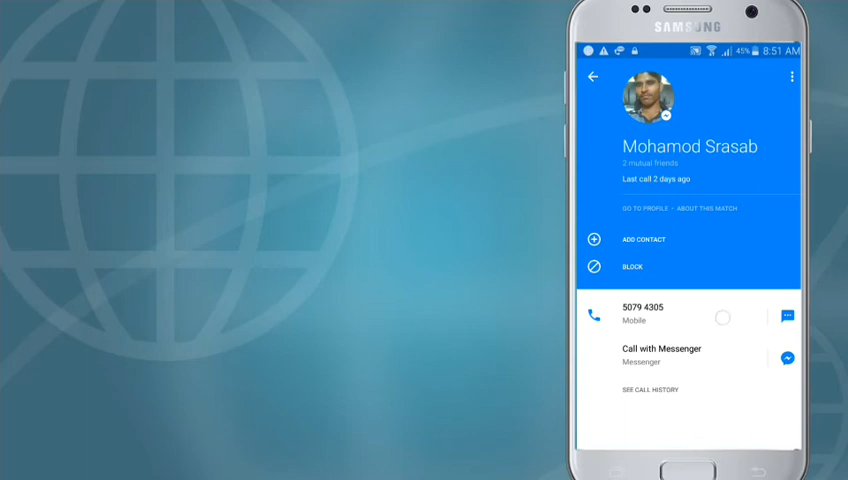 SAMSUNG
45% 8:51 AM
Mohamod Srasab
2 mutual friends
Last call 2 days ago
GO TO PROFILE - ABOUT THIS MATCH
ADD CONTACT
BLOCK
5079 4305
Mobile
Call with Messenger
Messenger
SEE CALL HISTORY